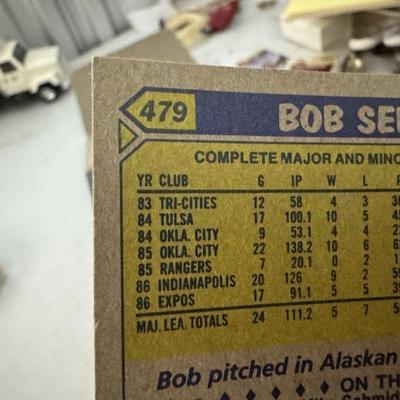 479 BOB SE
COMPLETE MAJOR AND MINO
YR CLUB G IP W L
83 TRI-CITIES 12 58 4 3
84 TULSA 17 100.1 10 5
84 OKLA. CITY 9 53.1 4 4
85 OKLA. CITY 22 138.2 10 6
85 RANGERS 7 20.1 0 2
86 INDIANAPOLIS 20 126 9 2
86 EXPOS 17 91.1 5 5
MAJ. LEA. TOTALS 24 111.2 5 7
Bob pitched in Alaskan
ON TH